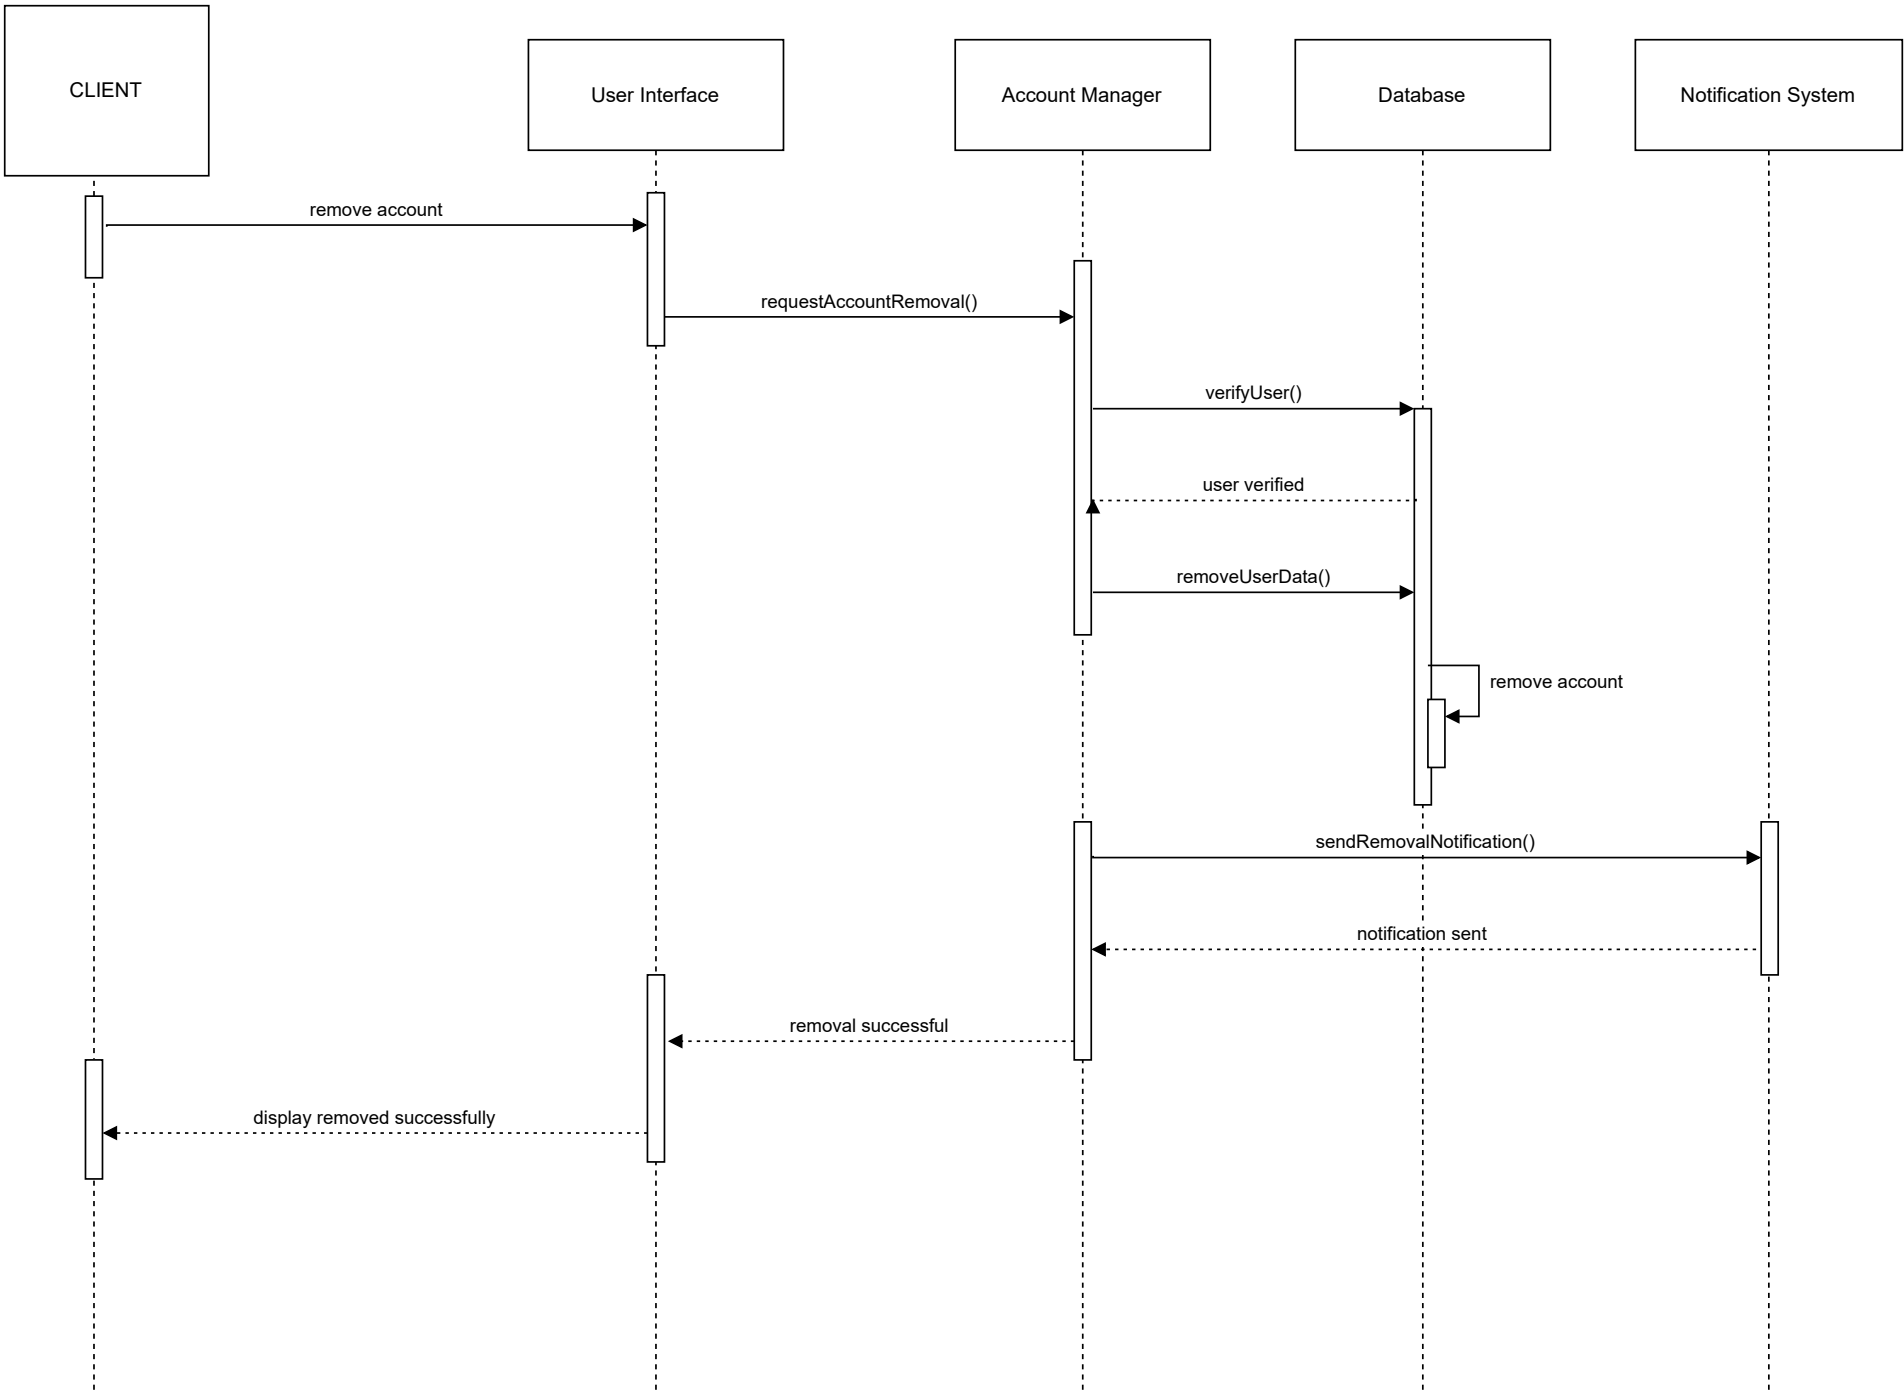 CLIENT
User Interface
Account Manager
Database
Notification System
remove account
requestAccountRemoval()
verifyUser()
user verified
removeUserData()
remove account
sendRemovalNotification()
notification sent
removal successful
display removed successfully